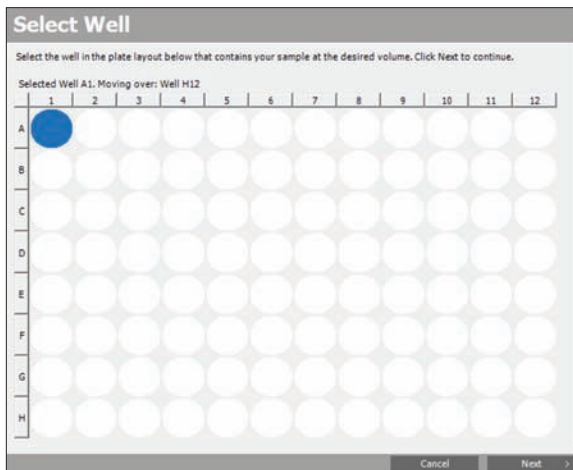 Select Well
Select the well in the plate layout below that contains your sample at the desired volume. Click Next to continue.
Selected Well A1. Moving over: Well H12
1 2 3 4 5 6 7 8 9 10 11 12
A
B
C
D
E
F
G
H
Cancel Next >